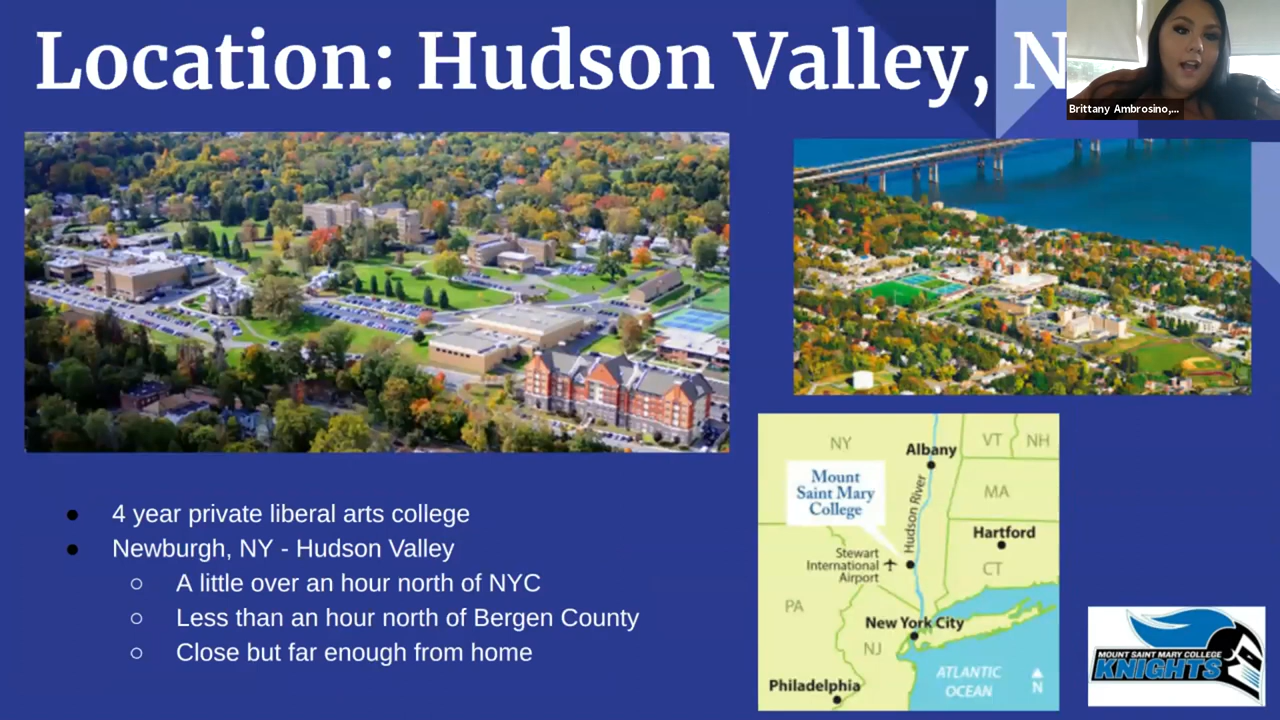 Location: Hudson Valley, N
Brittany Ambrosino,...
4 year private liberal arts college
Newburgh, NY - Hudson Valley
A little over an hour north of NYC
Less than an hour north of Bergen County
Close but far enough from home
NY
VT
NH
Albany
Mount
Saint Mary
College
Hudson River
MA
Hartford
Stewart
International
Airport
CT
PA
New York City
NJ
ATLANTIC
OCEAN
N
Philadelphia
MOUNT SAINT MARY COLLEGE
KNIGHTS